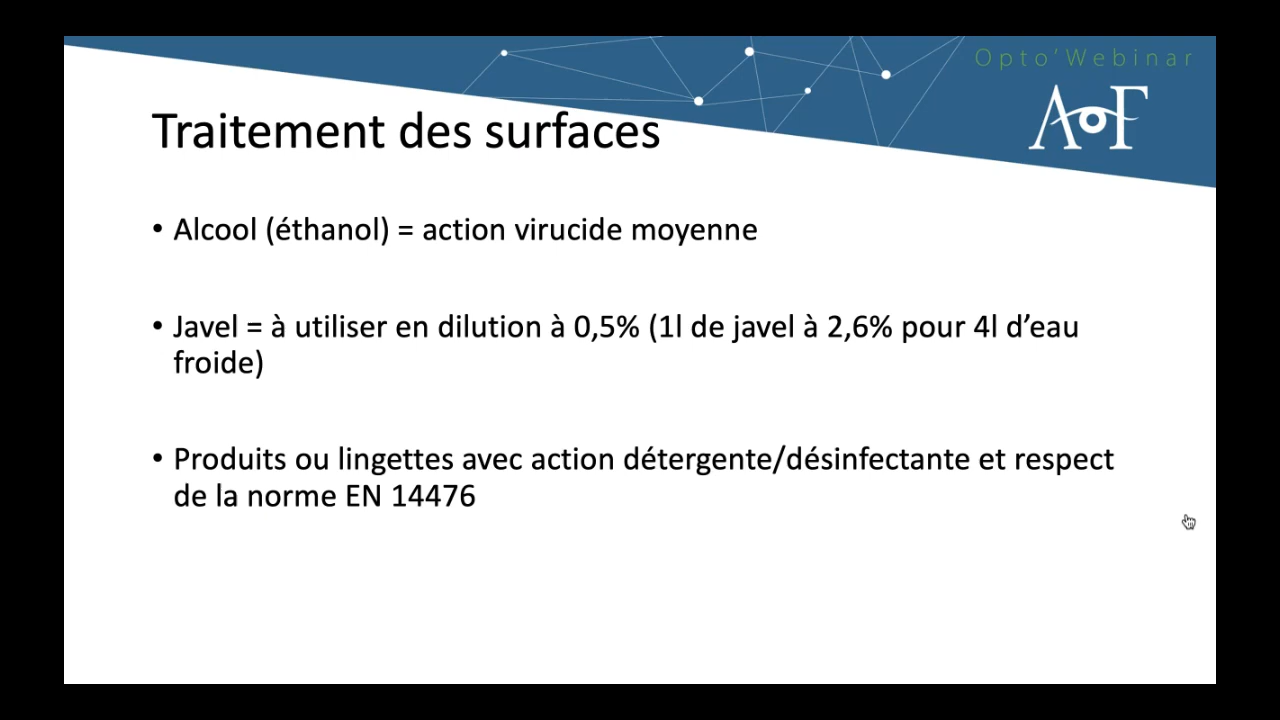 Opto'Webinar
AOF
Traitement des surfaces
• Alcool (éthanol) = action virucide moyenne
• Javel = à utiliser en dilution à 0,5% (1l de javel à 2,6% pour 4l d’eau
froide)
• Produits ou lingettes avec action détergente/désinfectante et respect
de la norme EN 14476